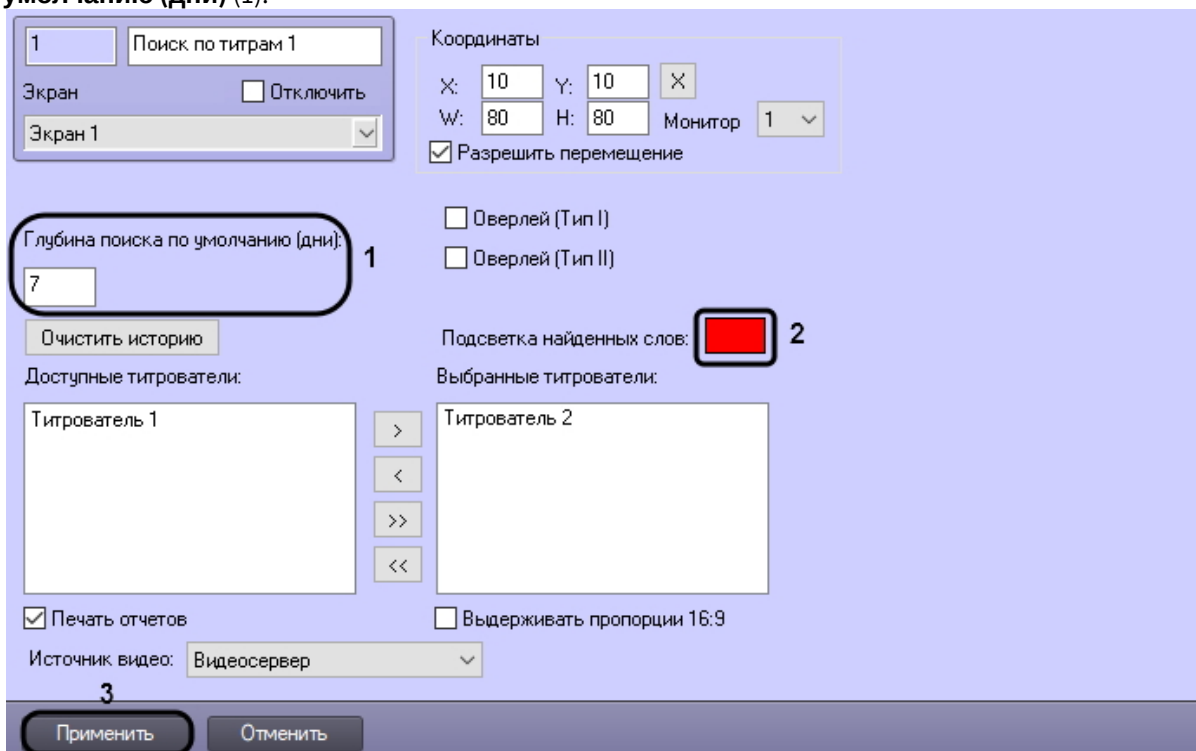 умолчанию (дни) (1).
1 Поиск по титрам 1
Экран Отключить
Экран 1
Координаты
X: 10 Y: 10 X
W: 80 H: 80 Монитор 1
Разрешить перемещение
Глубина поиска по умолчанию (дни): 1
7
Оверлей (Тип I)
Оверлей (Тип II)
Очистить историю
Подсветка найденных слов: 2
Доступные титрователи:
Выбранные титрователи:
Титрователь 1
>
<
>>
<<
Титрователь 2
Печать отчетов
Выдерживать пропорции 16:9
Источник видео: Видеосервер
3
Применить Отменить